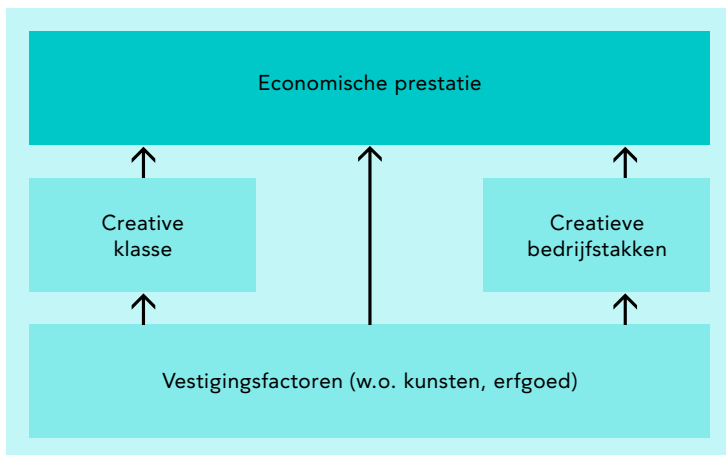 Economische prestatie
Creative
klasse
Creatieve
bedrijfstakken
Vestigingsfactoren (w.o. kunsten, erfgoed)